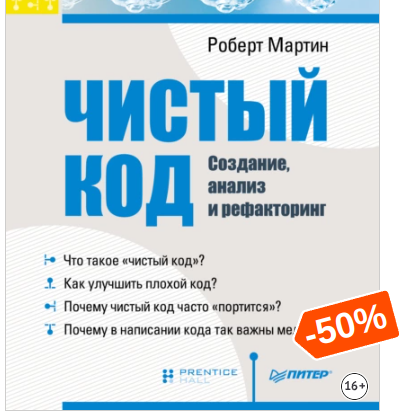 Роберт Мартин
ЧИСТЫЙ
КОД
Создание,
анализ
и рефакторинг
Что такое «чистый код»?
Как улучшить плохой код?
Почему чистый код часто «портится»?
Почему в написании кода так важны
-50%
PRENTICE
HALL
ПИТЕР®
16+